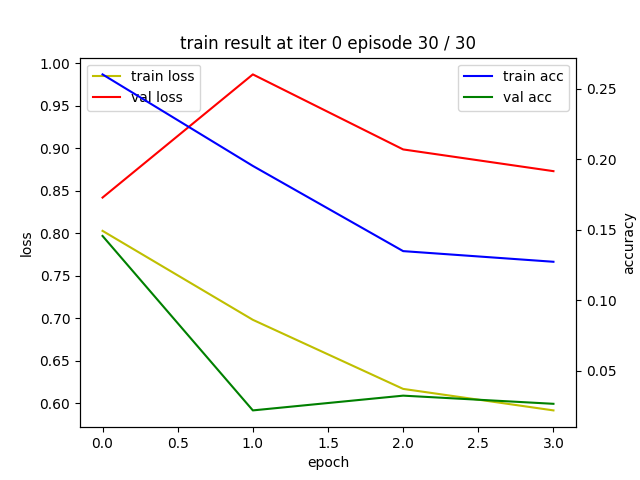 train result at iter 0 episode 30 / 30
train loss
val loss
train acc
val acc
1.00
0.95
0.90
0.85
0.80
0.75
0.70
0.65
0.60
loss
0.25
0.20
0.15
0.10
0.05
accuracy
0.0 0.5 1.0 1.5 2.0 2.5 3.0
epoch